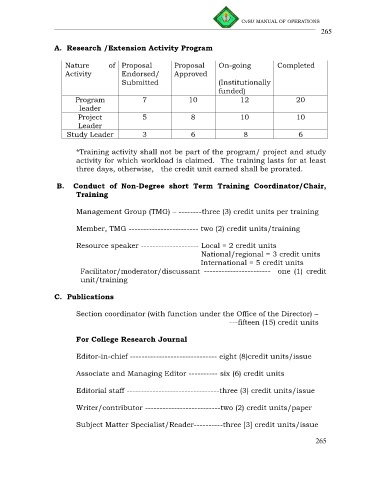 CvSU MANUAL OF OPERATIONS
265
A. Research /Extension Activity Program
Nature of Activity | Proposal Endorsed/ Submitted | Proposal Approved | On-going (Institutionally funded) | Completed
Program leader | 7 | 10 | 12 | 20
Project Leader | 5 | 8 | 10 | 10
Study Leader | 3 | 6 | 8 | 6
*Training activity shall not be part of the program/ project and study
activity for which workload is claimed. The training lasts for at least
three days, otherwise, the credit unit earned shall be prorated.
B. Conduct of Non-Degree short Term Training Coordinator/Chair,
Training
Management Group (TMG) – --------three (3) credit units per training
Member, TMG ------------------------ two (2) credit units/training
Resource speaker -------------------- Local = 2 credit units
National/regional = 3 credit units
International = 5 credit units
Facilitator/moderator/discussant ----------------------- one (1) credit
unit/training
C. Publications
Section coordinator (with function under the Office of the Director) –
---fifteen (15) credit units
For College Research Journal
Editor-in-chief ------------------------------ eight (8)credit units/issue
Associate and Managing Editor ---------- six (6) credit units
Editorial staff --------------------------------three (3) credit units/issue
Writer/contributor --------------------------two (2) credit units/paper
Subject Matter Specialist/Reader----------three [3] credit units/issue
265